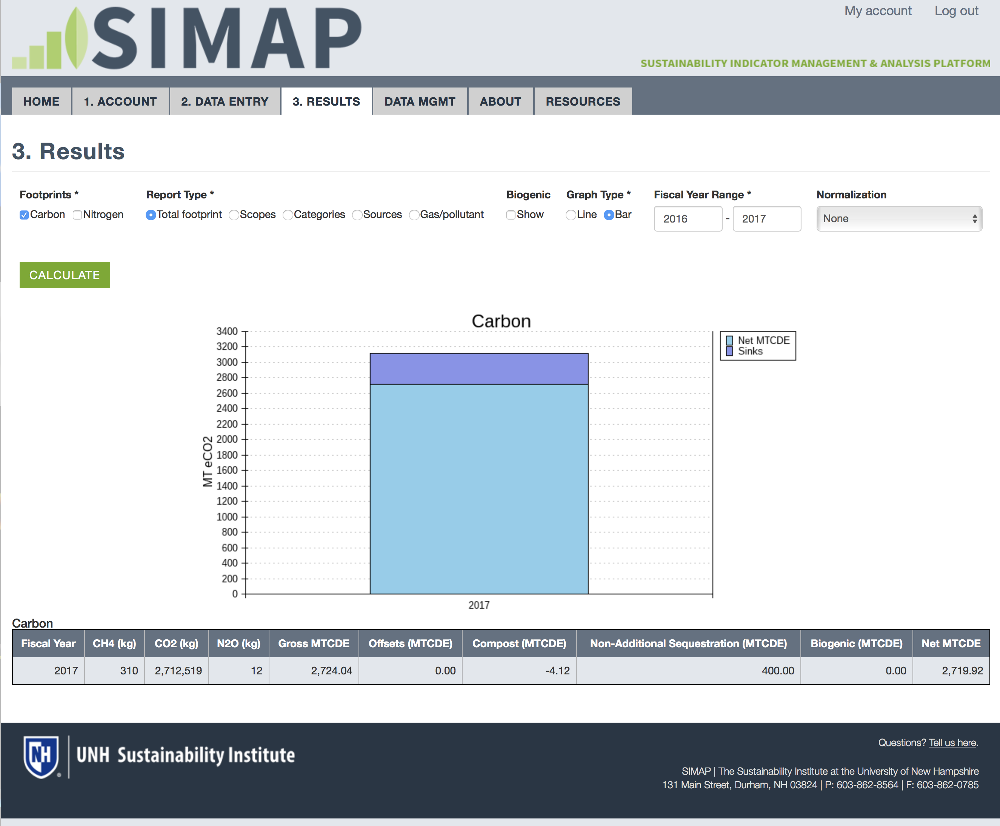 My account Log out
SIMAP
SUSTAINABILITY INDICATOR MANAGEMENT & ANALYSIS PLATFORM
HOME 1. ACCOUNT 2. DATA ENTRY 3. RESULTS DATA MGMT ABOUT RESOURCES
3. Results
Footprints * Report Type * Biogenic Graph Type * Fiscal Year Range * Normalization
Carbon Nitrogen Total footprint Scopes Categories Sources Gas/pollutant Show Line Bar 2016 - 2017 None
CALCULATE
Carbon
3400
3200
3000
2800
2600
2400
2200
2000
1800
1600
1400
1200
1000
800
600
400
200
0
MT eCO2
2017
Net MTCDE
Sinks
Carbon
Fiscal Year CH4 (kg) CO2 (kg) N2O (kg) Gross MTCDE Offsets (MTCDE) Compost (MTCDE) Non-Additional Sequestration (MTCDE) Biogenic (MTCDE) Net MTCDE
2017 310 2,712,519 12 2,724.04 0.00 -4.12 400.00 0.00 2,719.92
NH ® UNH Sustainability Institute
Questions? Tell us here.
SIMAP | The Sustainability Institute at the University of New Hampshire
131 Main Street, Durham, NH 03824 | P: 603-862-8564 | F: 603-862-0785